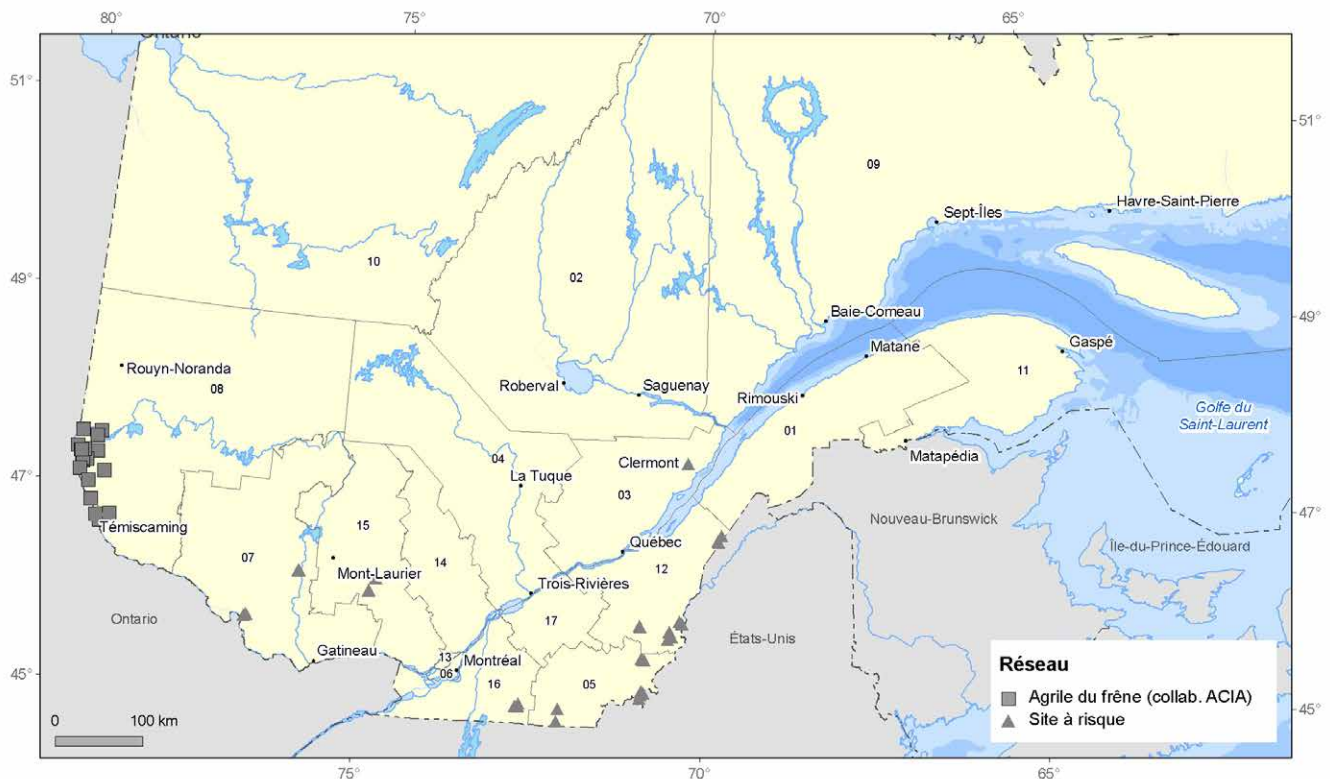 80°
75°
70°
65°
Ontario
51°
51°
09
Havre-Saint-Pierre
Sept-Îles
10
02
49°
49°
Baie-Comeau
Matane
Gaspé
Rouyn-Noranda
08
Roberval
Saguenay
Rimouski
11
01
Golfe du
Saint-Laurent
Matapédia
47°
04
Clermont
La Tuque
03
47°
Témiscaming
15
Nouveau-Brunswick
Île-du-Prince-Édouard
07
Mont-Laurier
14
Québec
12
Trois-Rivières
Ontario
17
États-Unis
Gatineau
13
06
Montréal
45°
16
05
45°
Réseau
Agrile du frêne (collab. ACIA)
Site à risque
0
100 km
75°
70°
65°